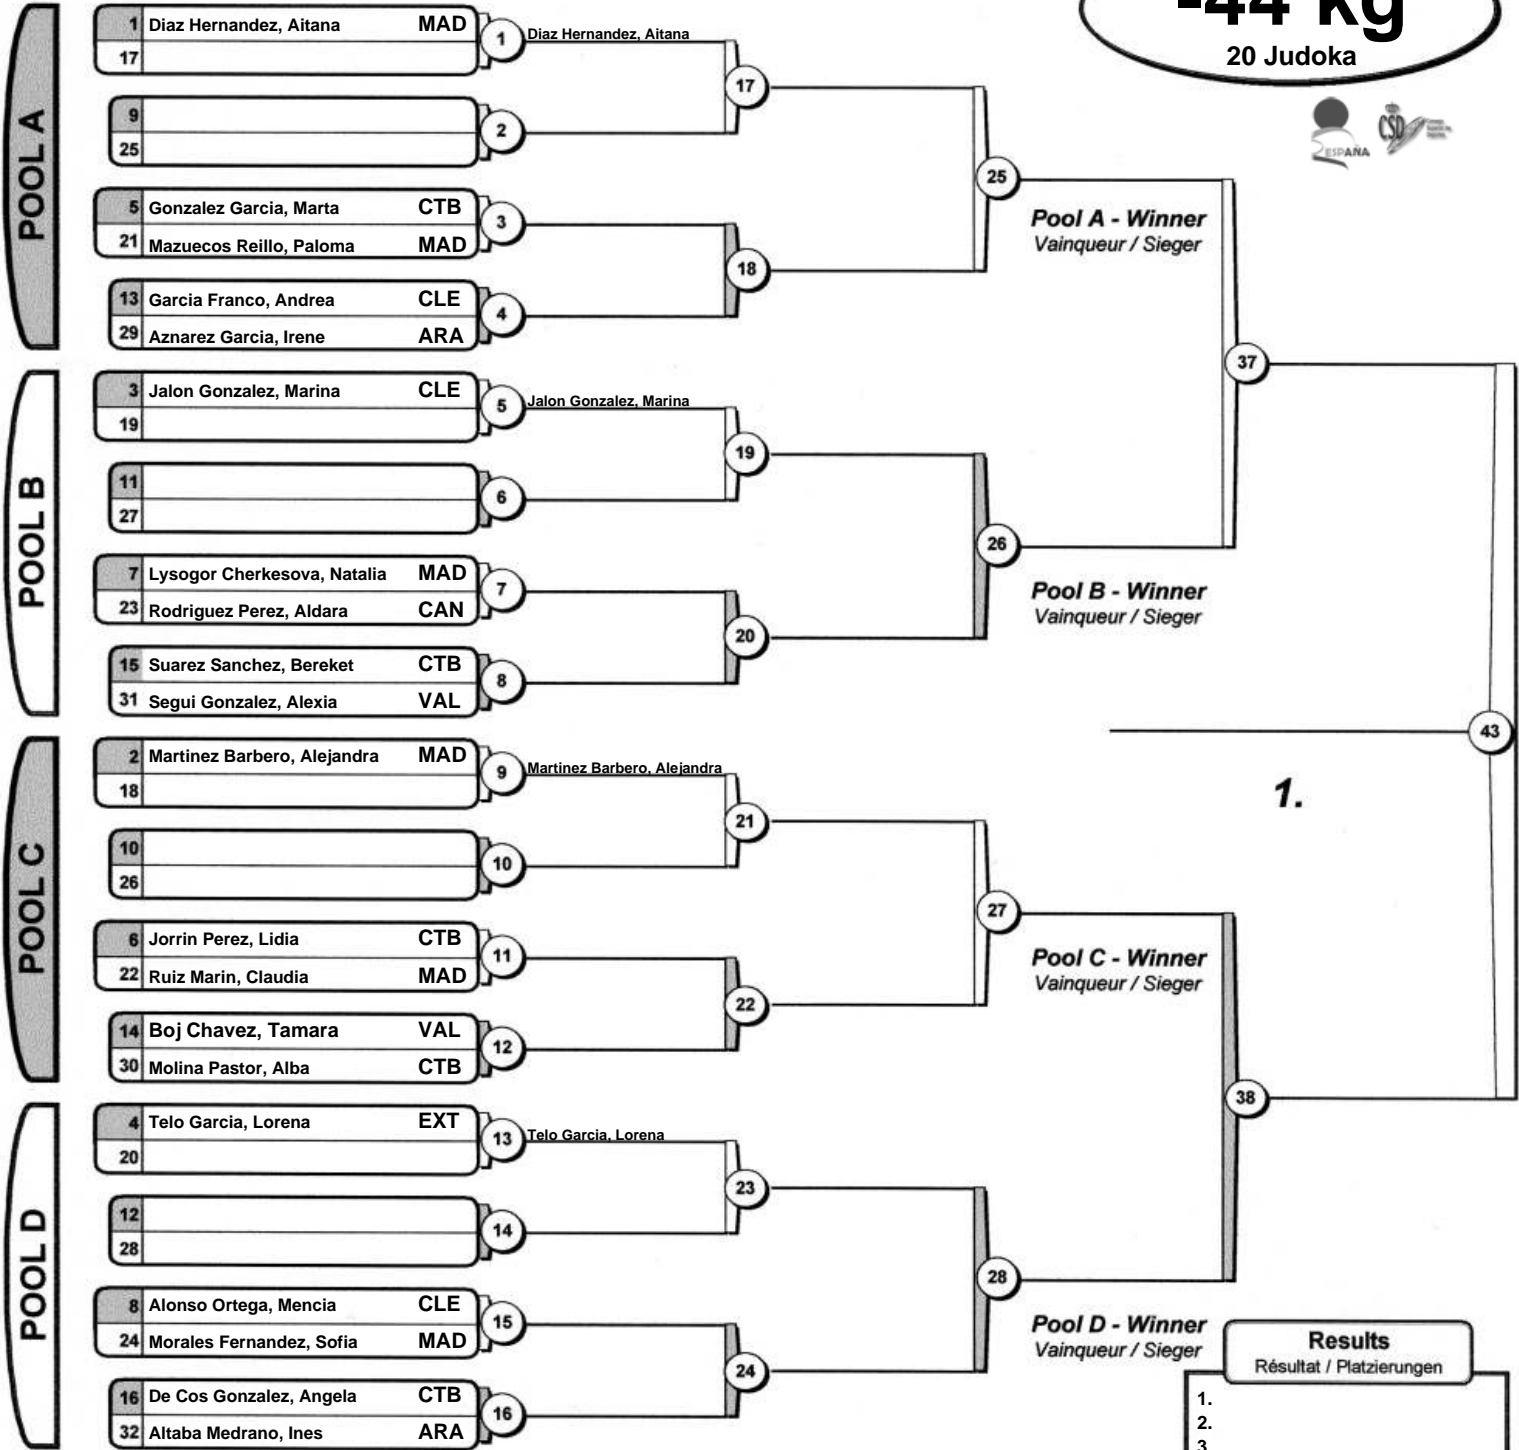 -44 kg
20 Judoka
ESPAÑA
CSD
POOL A
1 Diaz Hernandez, Aitana MAD
17
1 Diaz Hernandez, Aitana
9
25
2
17
5 Gonzalez Garcia, Marta CTB
21 Mazuecos Reillo, Paloma MAD
3
13 Garcia Franco, Andrea CLE
29 Aznarez Garcia, Irene ARA
4
18
25
Pool A - Winner
Vainqueur / Sieger
POOL B
3 Jalon Gonzalez, Marina CLE
19
5 Jalon Gonzalez, Marina
11
27
6
19
7 Lysogor Cherkesova, Natalia MAD
23 Rodriguez Perez, Aldara CAN
7
15 Suarez Sanchez, Bereket CTB
31 Segui Gonzalez, Alexia VAL
8
20
26
Pool B - Winner
Vainqueur / Sieger
37
POOL C
2 Martinez Barbero, Alejandra MAD
18
9 Martinez Barbero, Alejandra
10
26
10
21
6 Jorrin Perez, Lidia CTB
22 Ruiz Marin, Claudia MAD
11
14 Boj Chavez, Tamara VAL
30 Molina Pastor, Alba CTB
12
22
27
Pool C - Winner
Vainqueur / Sieger
43
1.
POOL D
4 Telo Garcia, Lorena EXT
20
13 Telo Garcia, Lorena
12
28
14
23
8 Alonso Ortega, Mencia CLE
24 Morales Fernandez, Sofia MAD
15
16 De Cos Gonzalez, Angela CTB
32 Altaba Medrano, Ines ARA
16
24
28
Pool D - Winner
Vainqueur / Sieger
38
Results
Résultat / Platzierungen
1.
2.
3